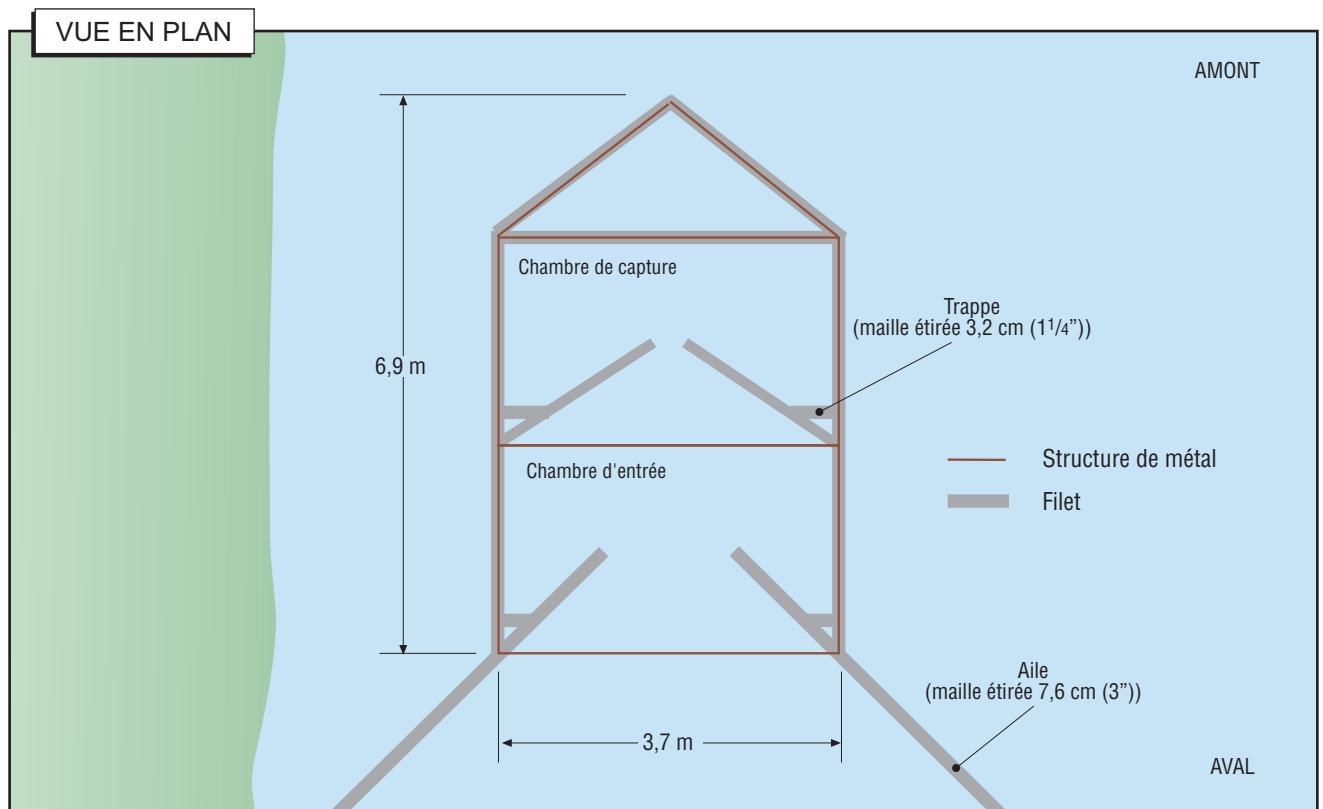 VUE EN PLAN
AMONT
Chambre de capture
Trappe
(maille étirée 3,2 cm (1 1/4”))
6,9 m
Structure de métal
Chambre d'entrée
Filet
Aile
(maille étirée 7,6 cm (3”))
3,7 m
AVAL